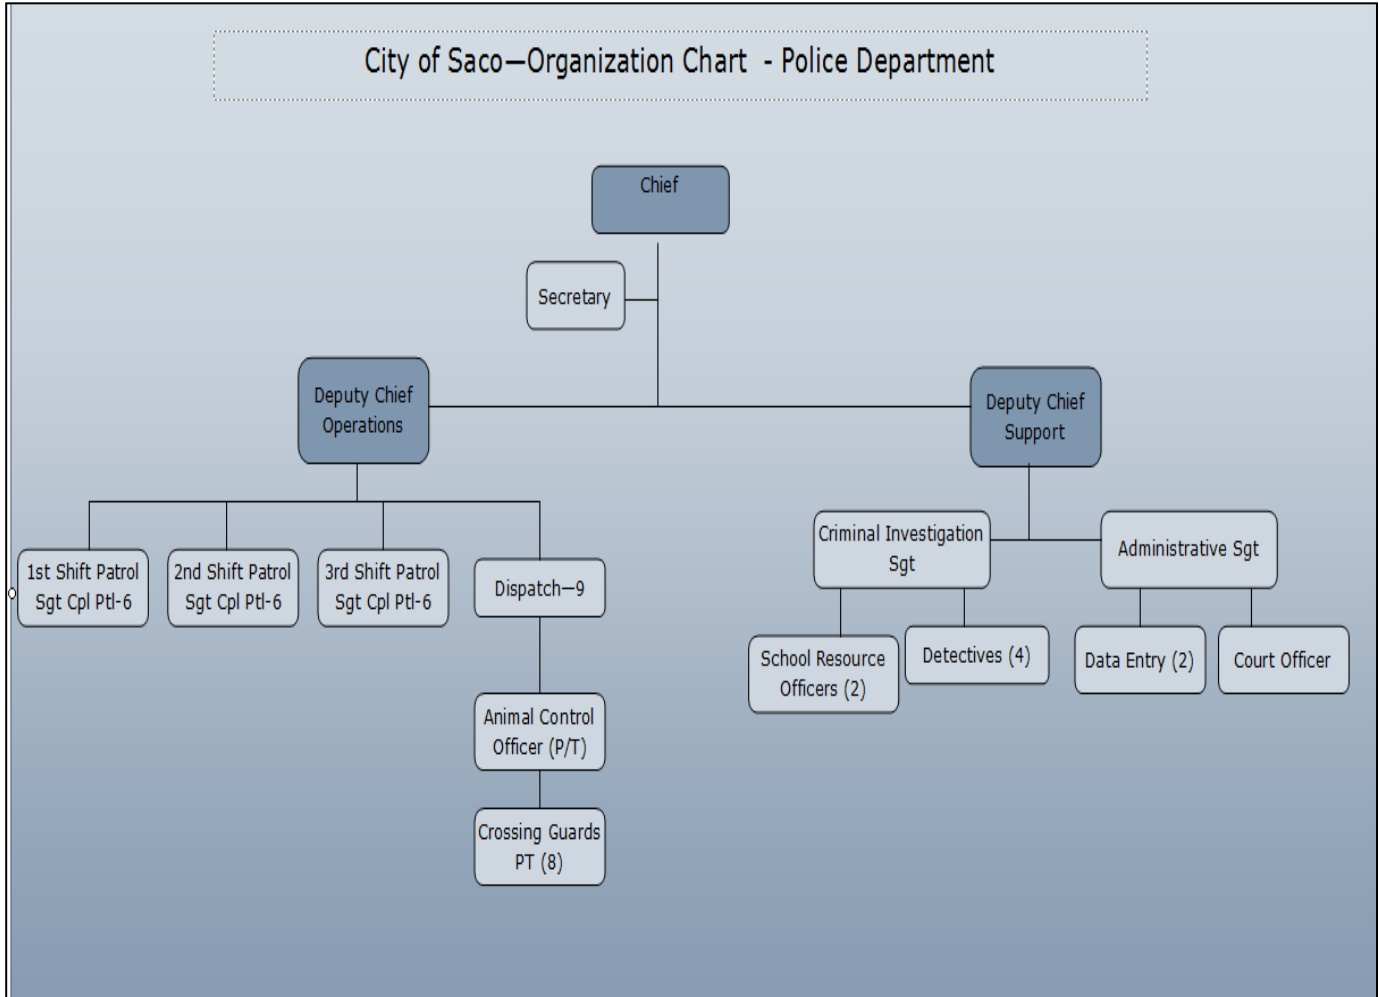 City of Saco—Organization Chart  - Police Department
Chief
Secretary
Deputy Chief
Operations
Deputy Chief
Support
1st Shift Patrol
Sgt Cpl Ptl-6
2nd Shift Patrol
Sgt Cpl Ptl-6
3rd Shift Patrol
Sgt Cpl Ptl-6
Dispatch—9
Animal Control
Officer (P/T)
Crossing Guards
PT (8)
Criminal Investigation
Sgt
Administrative Sgt
School Resource
Officers (2)
Detectives (4)
Data Entry (2)
Court Officer